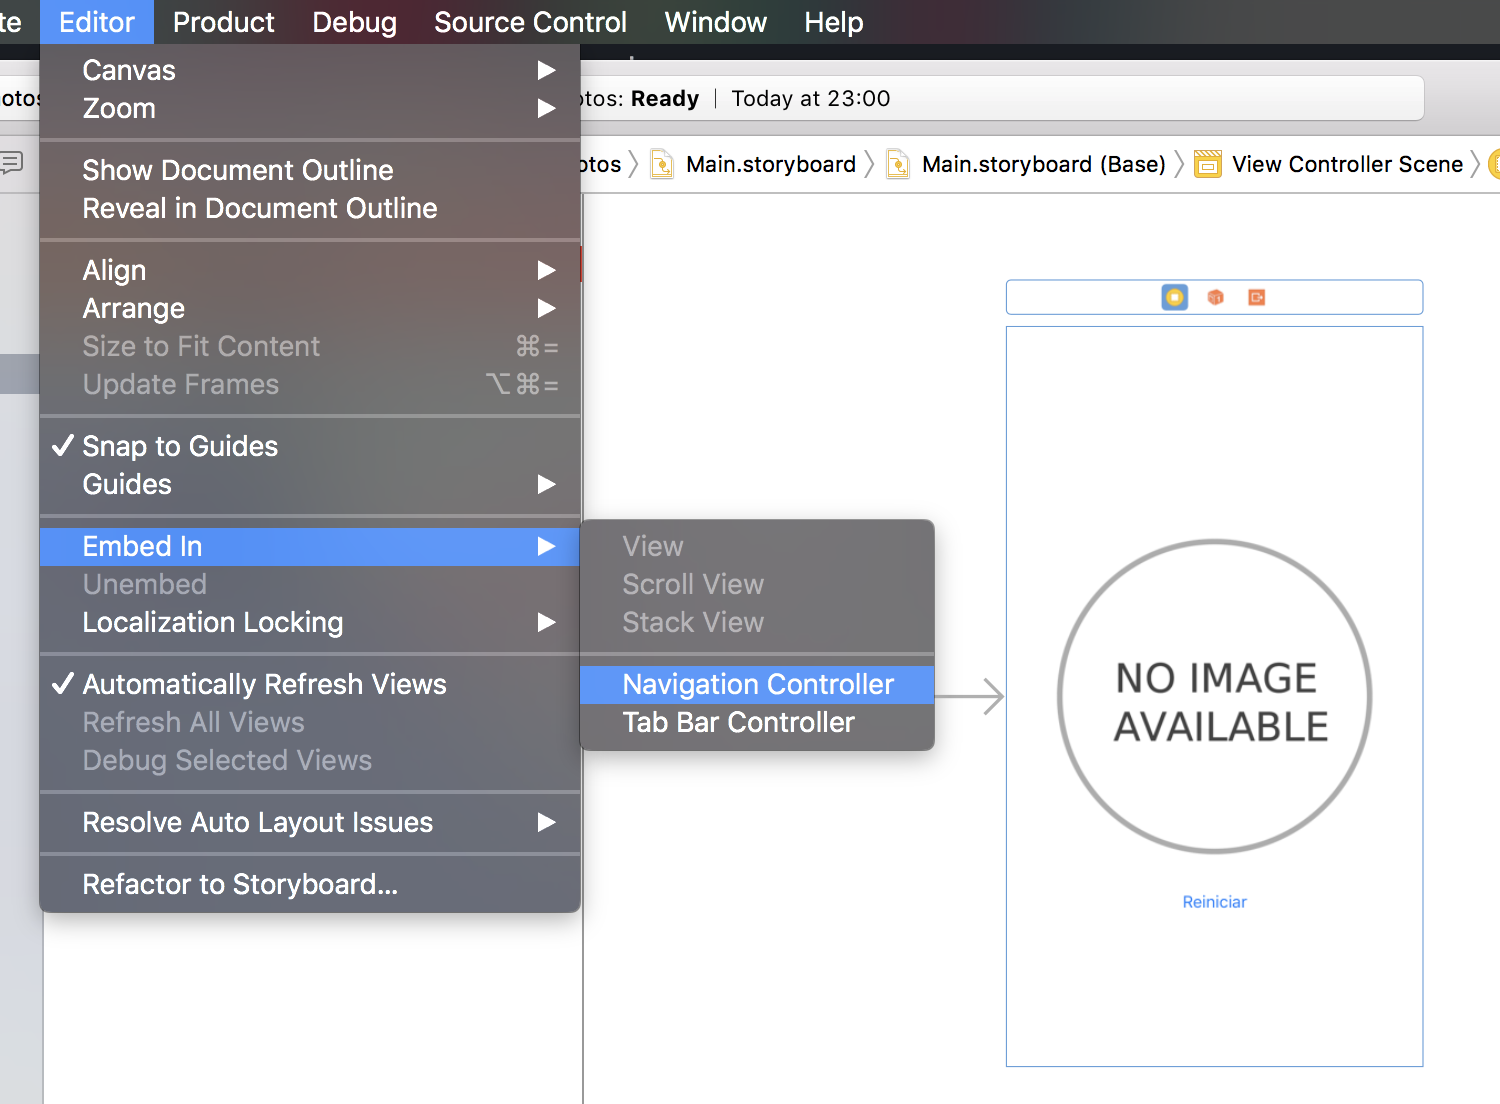 Editor Product Debug Source Control Window Help
Canvas
Zoom
Show Document Outline
Reveal in Document Outline
Align
Arrange
Size to Fit Content ⌘=
Update Frames ⌥⌘=
✓ Snap to Guides
Guides
Embed In
Unembed
Localization Locking
✓ Automatically Refresh Views
Refresh All Views
Debug Selected Views
Resolve Auto Layout Issues
Refactor to Storyboard...
View
Scroll View
Stack View
Navigation Controller
Tab Bar Controller
otos: Ready | Today at 23:00
otos Main.storyboard Main.storyboard (Base) View Controller Scene
NO IMAGE
AVAILABLE
Reiniciar